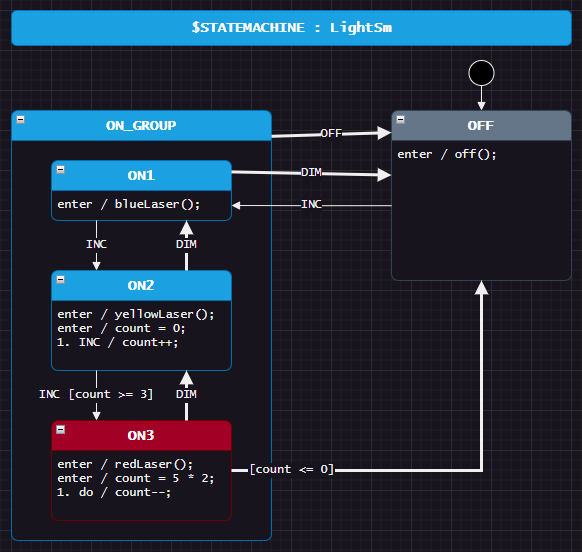 $STATEMACHINE : LightSm
ON_GROUP
OFF
OFF
enter / off();
ON1
DIM
enter / blueLaser();
INC
INC
DIM
ON2
enter / yellowLaser();
enter / count = 0;
1. INC / count++;
INC [count >= 3]
DIM
ON3
enter / redLaser();
enter / count = 5 * 2;
1. do / count--;
[count <= 0]